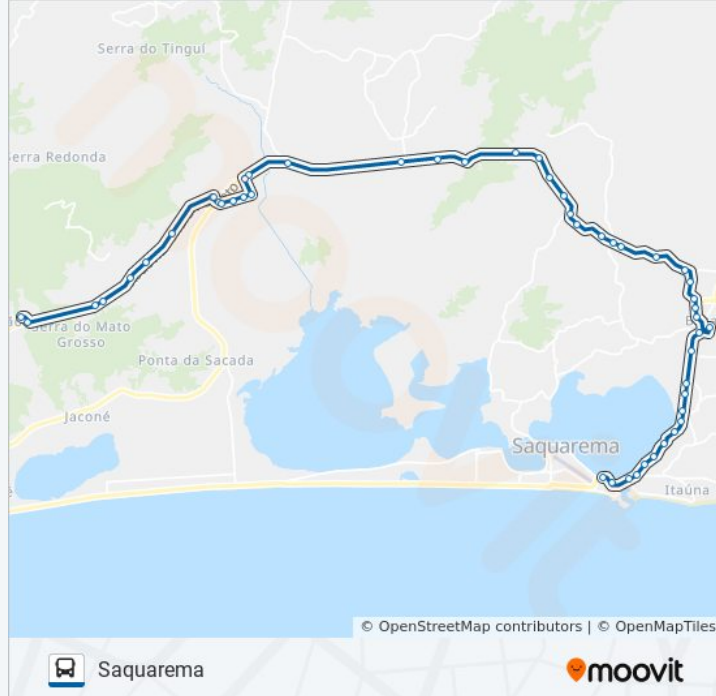 Serra do Tinguí
Serra Redonda
Serra do Mato
Grosso
Ponta da Sacada
Jaconé
Saquarema
Itaúna
© OpenStreetMap contributors | © OpenMapTiles
Saquarema
moovit